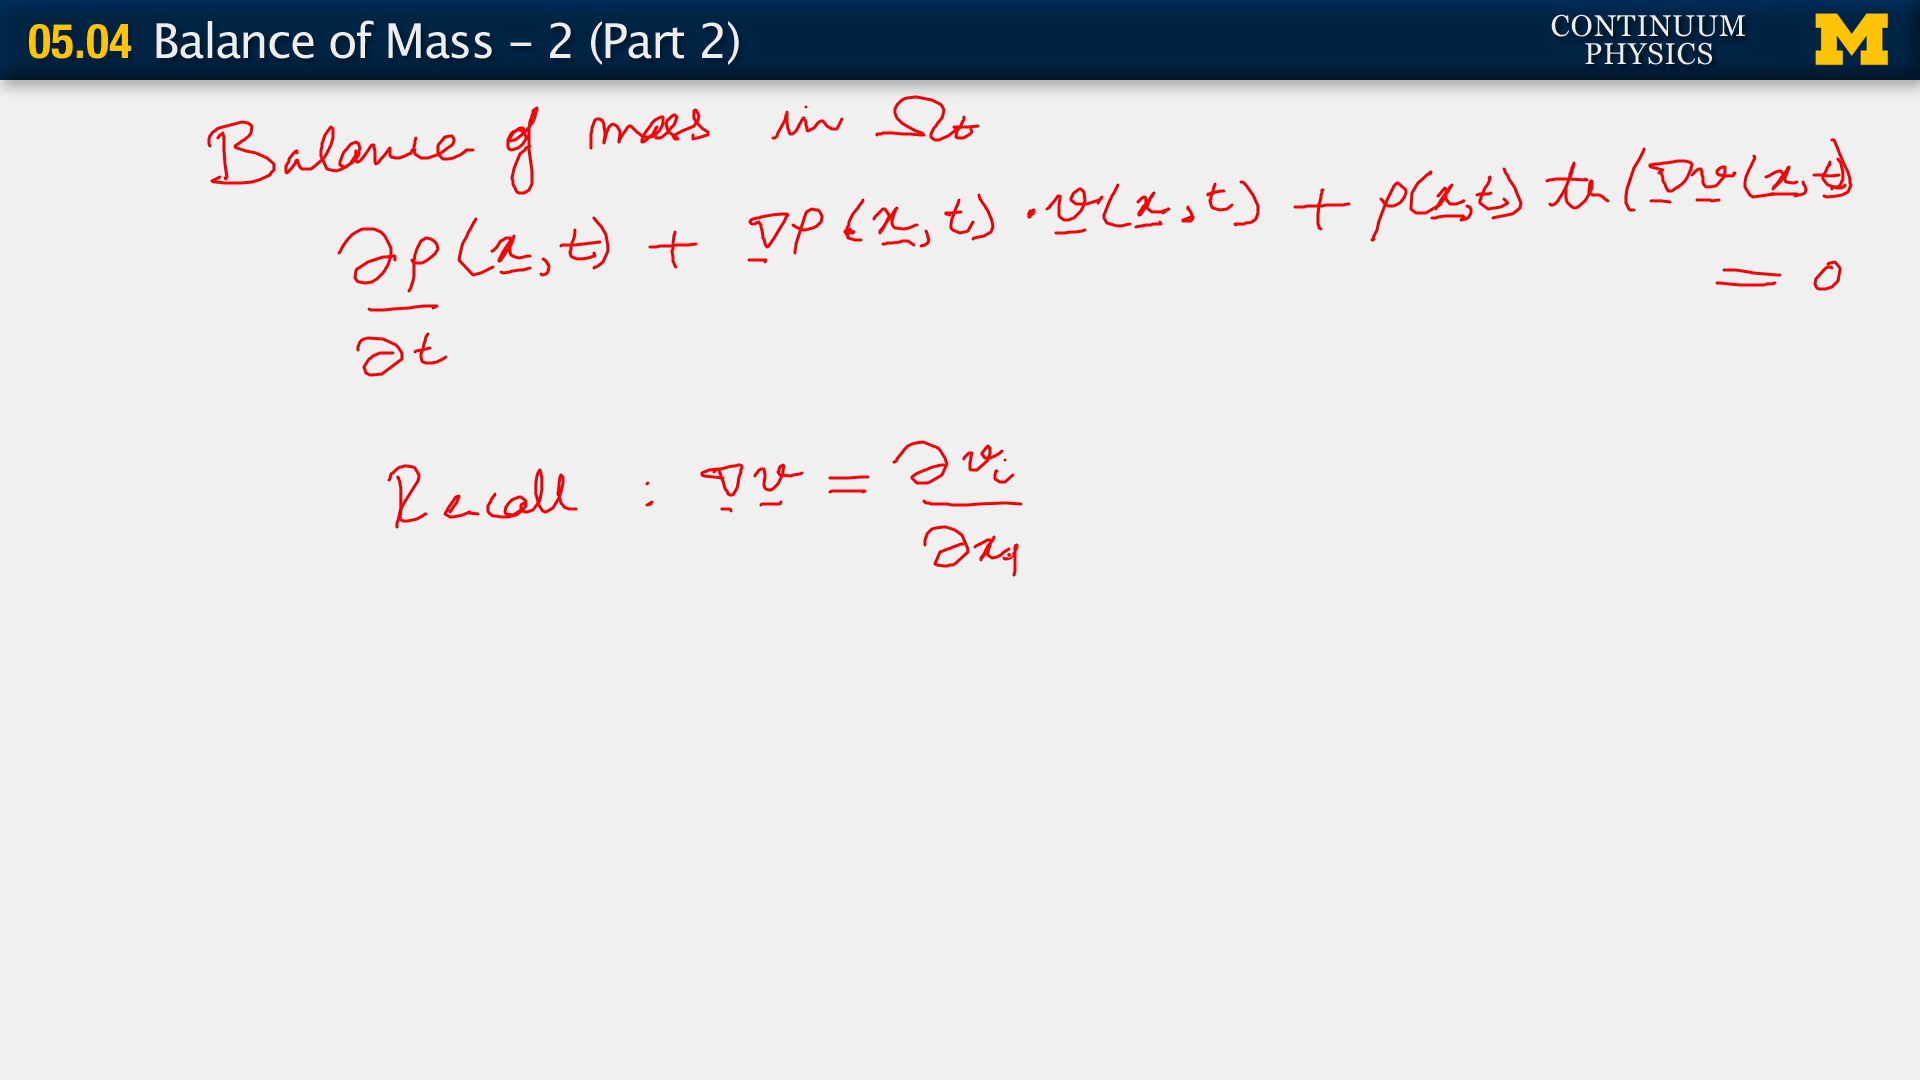 05.04 Balance of Mass – 2 (Part 2)
CONTINUUM
PHYSICS
M
Balance of mass in Ωt
∂ρ/∂t (x, t) + ∇ρ (x, t) · v(x, t) + ρ(x, t) tr (∇v(x, t))
= 0
Recall : ∇v = ∂vi/∂xj